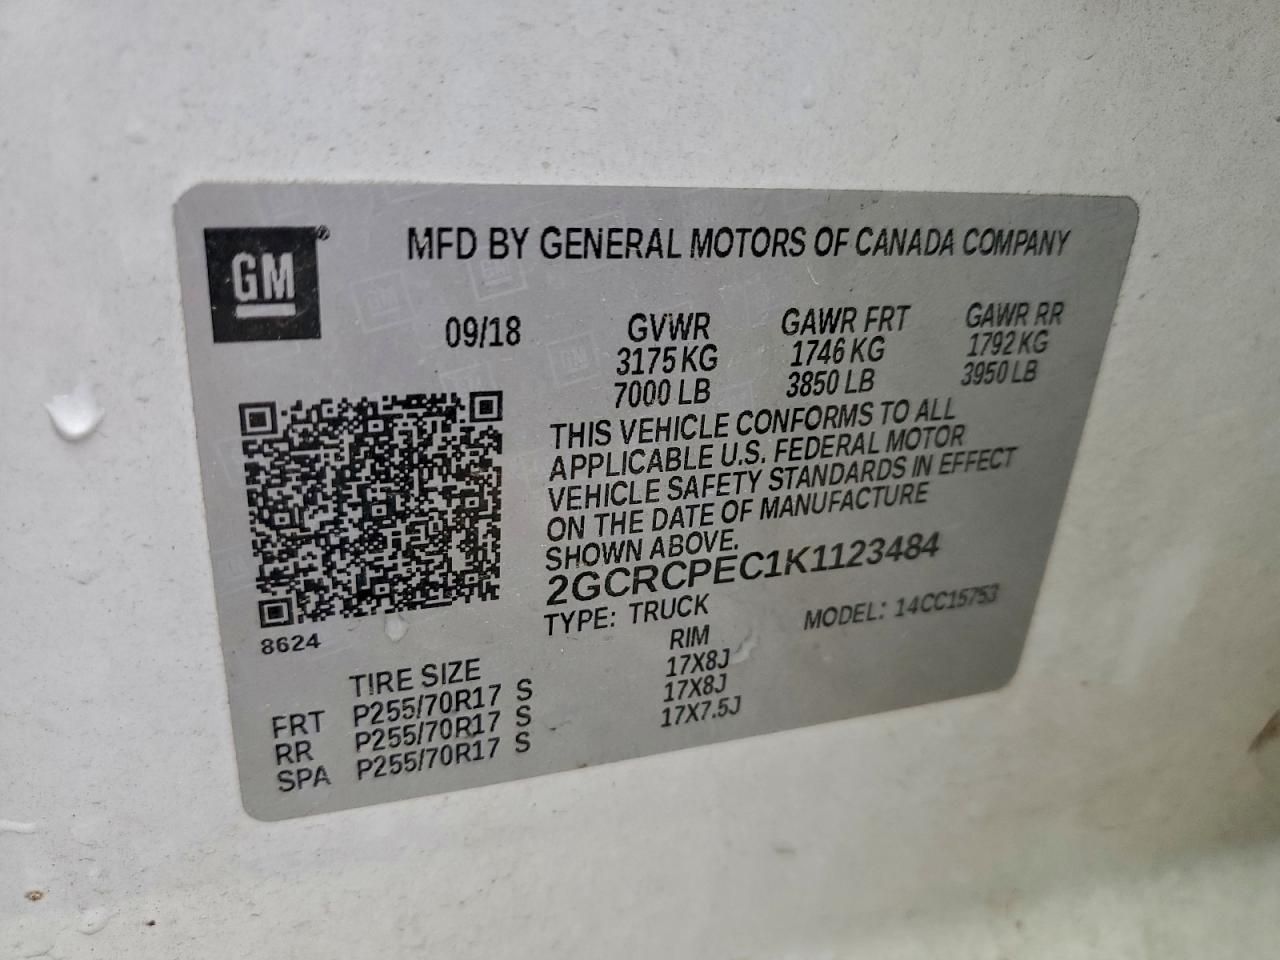 GM®
MFD BY GENERAL MOTORS OF CANADA COMPANY
09/18 GVWR GAWR FRT GAWR RR
3175 KG 1746 KG 1792 KG
7000 LB 3850 LB 3950 LB
THIS VEHICLE CONFORMS TO ALL
APPLICABLE U.S. FEDERAL MOTOR
VEHICLE SAFETY STANDARDS IN EFFECT
ON THE DATE OF MANUFACTURE
SHOWN ABOVE.
2GCRCPEC1K1123484
TYPE: TRUCK MODEL: 14CC15753
8624
TIRE SIZE RIM
FRT P255/70R17 S 17X8J
RR P255/70R17 S 17X8J
SPA P255/70R17 S 17X7.5J